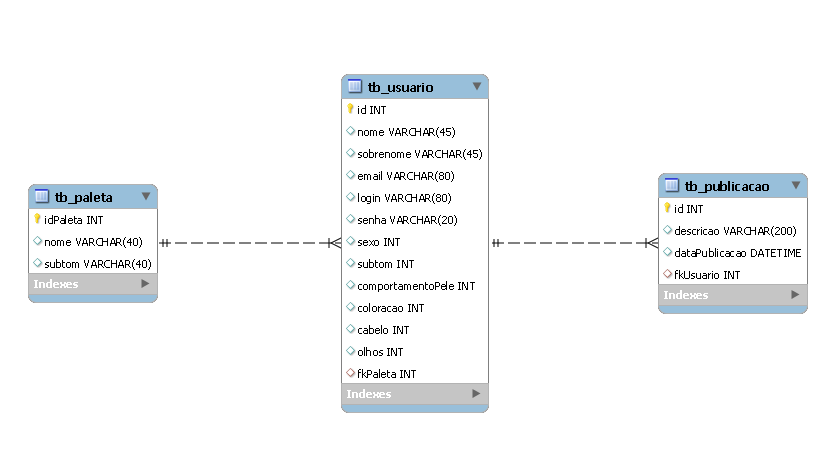 tb_paleta
idPaleta INT
nome VARCHAR(40)
subtom VARCHAR(40)
Indexes
tb_usuario
id INT
nome VARCHAR(45)
sobrenome VARCHAR(45)
email VARCHAR(80)
login VARCHAR(80)
senha VARCHAR(20)
sexo INT
subtom INT
comportamentoPele INT
coloracao INT
cabelo INT
olhos INT
fkPaleta INT
Indexes
tb_publicacao
id INT
descricao VARCHAR(200)
dataPublicacao DATETIME
fkUsuario INT
Indexes